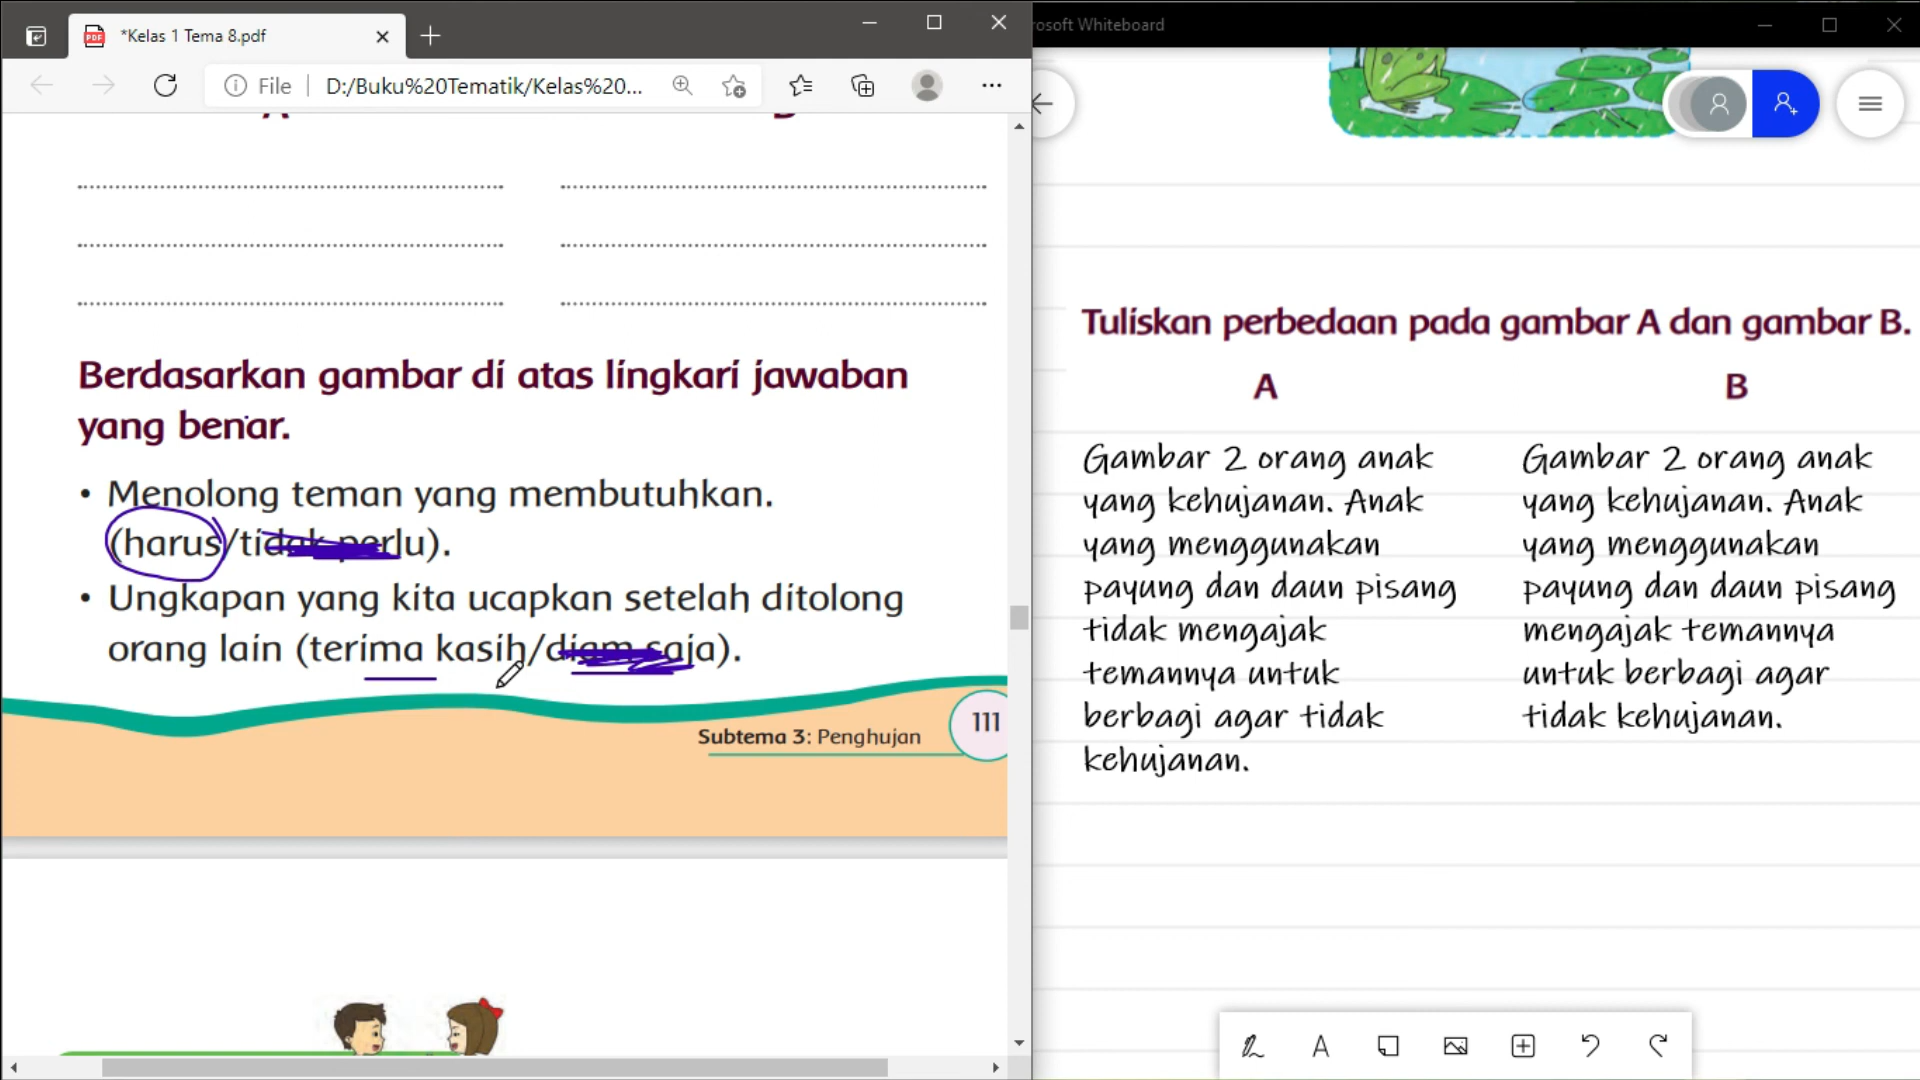 *Kelas 1 Tema 8.pdf
File
D:/Buku%20Tematik/Kelas%20...
Berdasarkan gambar di atas lingkari jawaban
yang benar.
• Menolong teman yang membutuhkan.
(harus/tidak perlu).
• Ungkapan yang kita ucapkan setelah ditolong
orang lain (terima kasih/diam saja).
Subtema 3: Penghujan
111
rosoft Whiteboard
Tuliskan perbedaan pada gambar A dan gambar B.
A
Gambar 2 orang anak
yang kehujanan. Anak
yang menggunakan
payung dan daun pisang
tidak mengajak
temannya untuk
berbagi agar tidak
kehujanan.
B
Gambar 2 orang anak
yang kehujanan. Anak
yang menggunakan
payung dan daun pisang
mengajak temannya
untuk berbagi agar
tidak kehujanan.